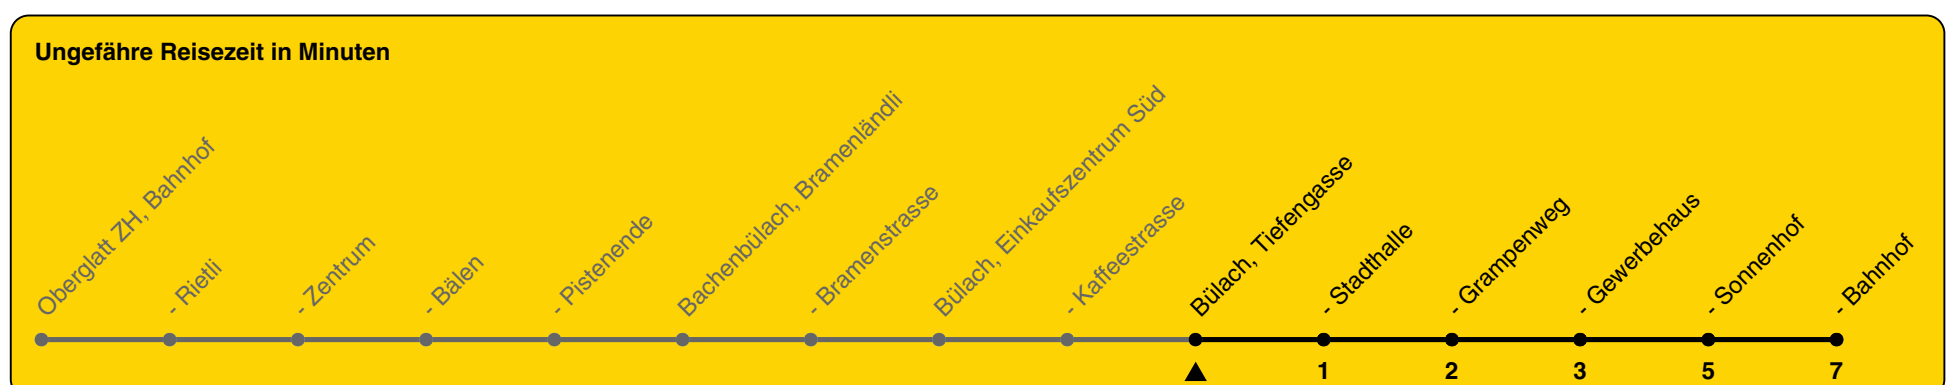 Ungefähre Reisezeit in Minuten
Oberglatt ZH, Bahnhof
- Rietli
- Zentrum
- Bälen
- Pistenende
Bachenbülach, Bramenländli
- Bramenstrasse
Bülach, Einkaufszentrum Süd
- Kaffeestrasse
Bülach, Tiefengasse
- Stadthalle
- Grampenweg
- Gewerbehaus
- Sonnenhof
- Bahnhof
1 2 3 5 7